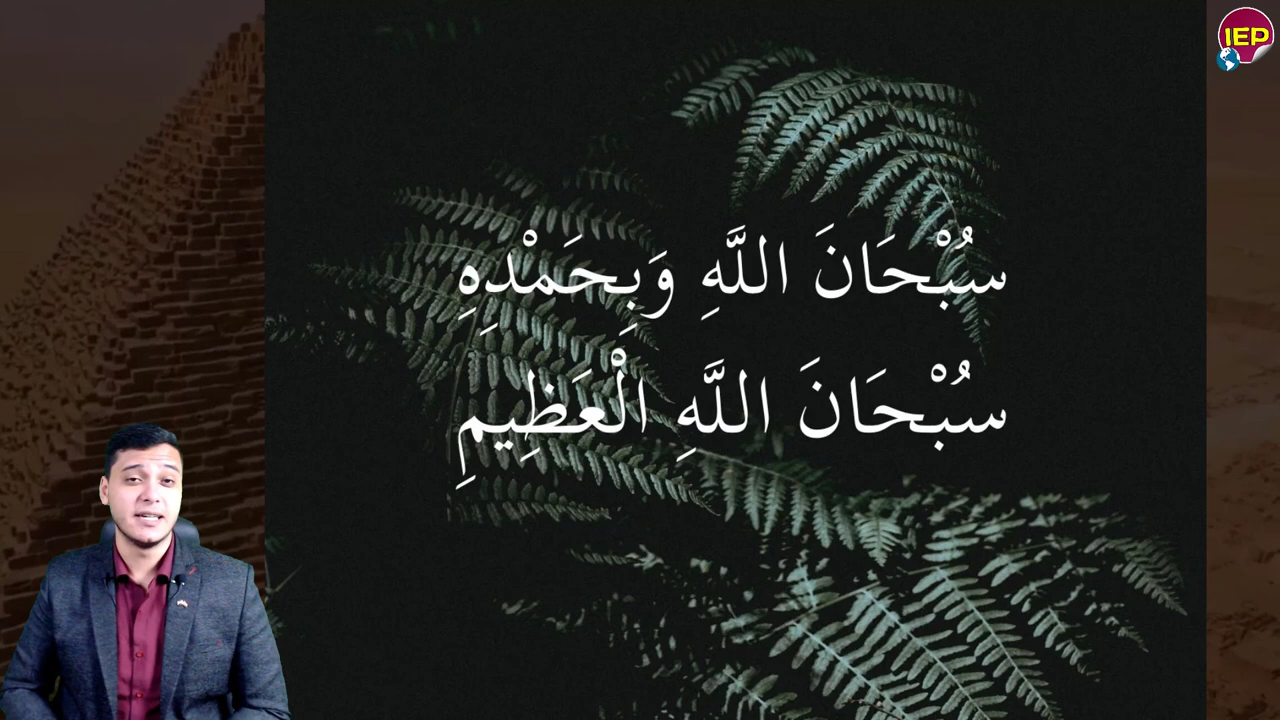 IEP
سُبْحَانَ اللَّهِ وَبِحَمْدِهِ
سُبْحَانَ اللَّهِ الْعَظِيمِ